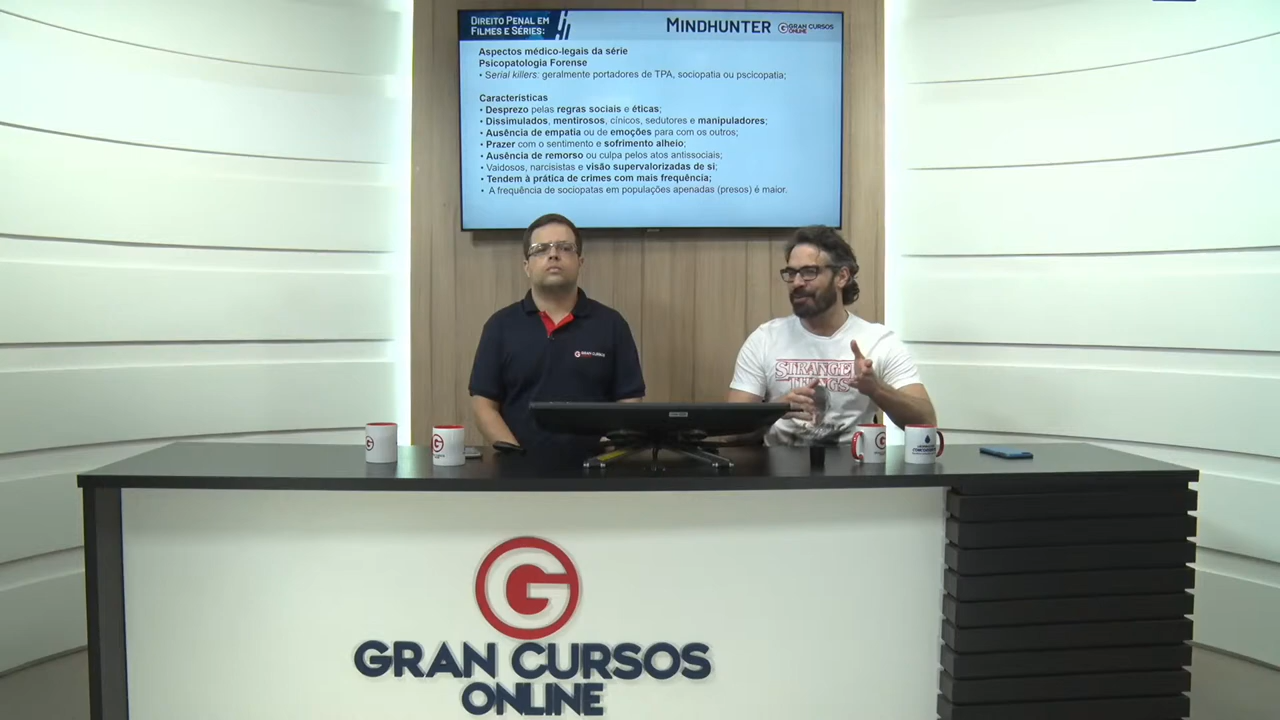 DIREITO PENAL EM
FILMES E SÉRIES:
MINDHUNTER
GRAN CURSOS
ONLINE
Aspectos médico-legais da série
Psicopatologia Forense
• Serial killers: geralmente portadores de TPA, sociopatia ou pscicopatia;
Características
• Desprezo pelas regras sociais e éticas;
• Dissimulados, mentirosos, cínicos, sedutores e manipuladores;
• Ausência de empatia ou de emoções para com os outros;
• Prazer com o sentimento e sofrimento alheio;
• Ausência de remorso ou culpa pelos atos antissociais;
• Vaidosos, narcisistas e visão supervalorizadas de si;
• Tendem à prática de crimes com mais frequência;
• A frequência de sociopatas em populações apenadas (presos) é maior.
GRAN CURSOS
STRANGER
THINGS
G
GRAN CURSOS
ONLINE